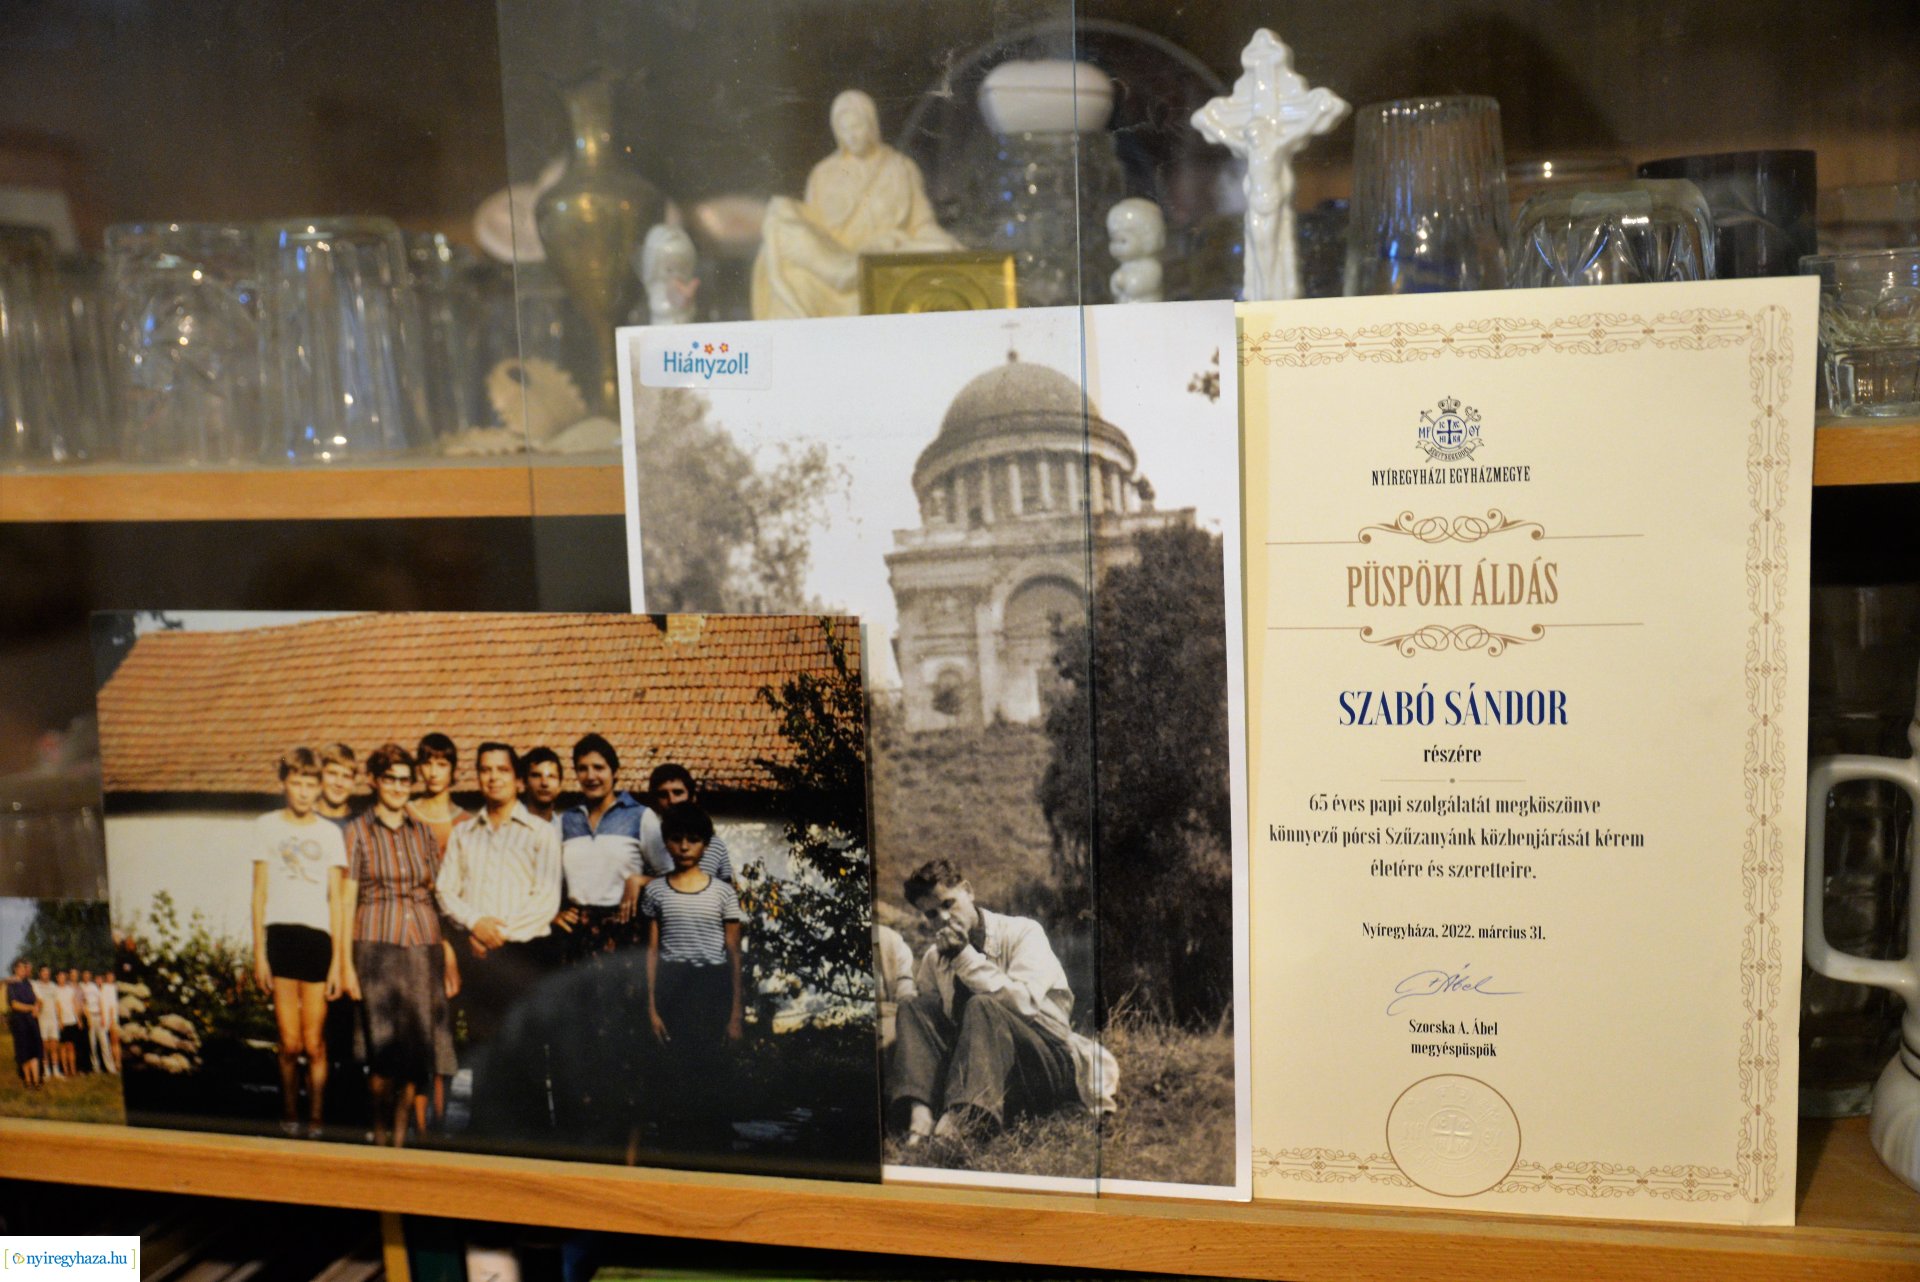 Hiányzol!
NYÍREGYHÁZI EGYHÁZMEGYE
PÜSPÖKI ÁLDÁS
SZABÓ SÁNDOR
részére
65 éves papi szolgálatát megköszönve
könnyező pócsi Szűzanyánk közbenjárását kérem
életére és szeretteire.
Nyíregyháza, 2022. március 31.
Szocska A. Ábel
megyéspüspök
nyiregyhaza.hu